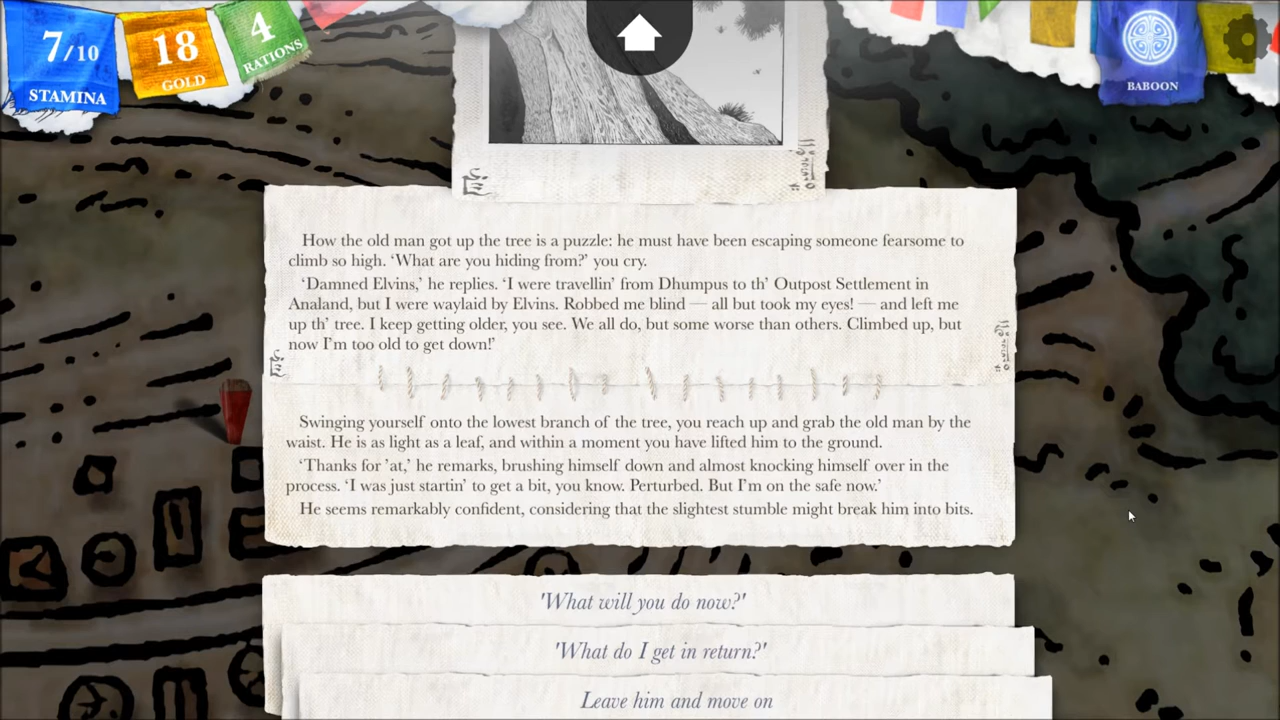 7/10
STAMINA
18
GOLD
4
RATIONS
BABOON
How the old man got up the tree is a puzzle: he must have been escaping someone fearsome to
climb so high. ‘What are you hiding from?’ you cry.
‘Damned Elvins,’ he replies. ‘I were travellin’ from Dhumpus to th’ Outpost Settlement in
Analand, but I were waylaid by Elvins. Robbed me blind — all but took my eyes! — and left me
up th’ tree. I keep getting older, you see. We all do, but some worse than others. Climbed up, but
now I’m too old to get down!’
Swinging yourself onto the lowest branch of the tree, you reach up and grab the old man by the
waist. He is as light as a leaf, and within a moment you have lifted him to the ground.
‘Thanks for ’at,’ he remarks, brushing himself down and almost knocking himself over in the
process. ‘I was just startin’ to get a bit, you know. Perturbed. But I’m on the safe now.’
He seems remarkably confident, considering that the slightest stumble might break him into bits.
'What will you do now?'
'What do I get in return?'
Leave him and move on